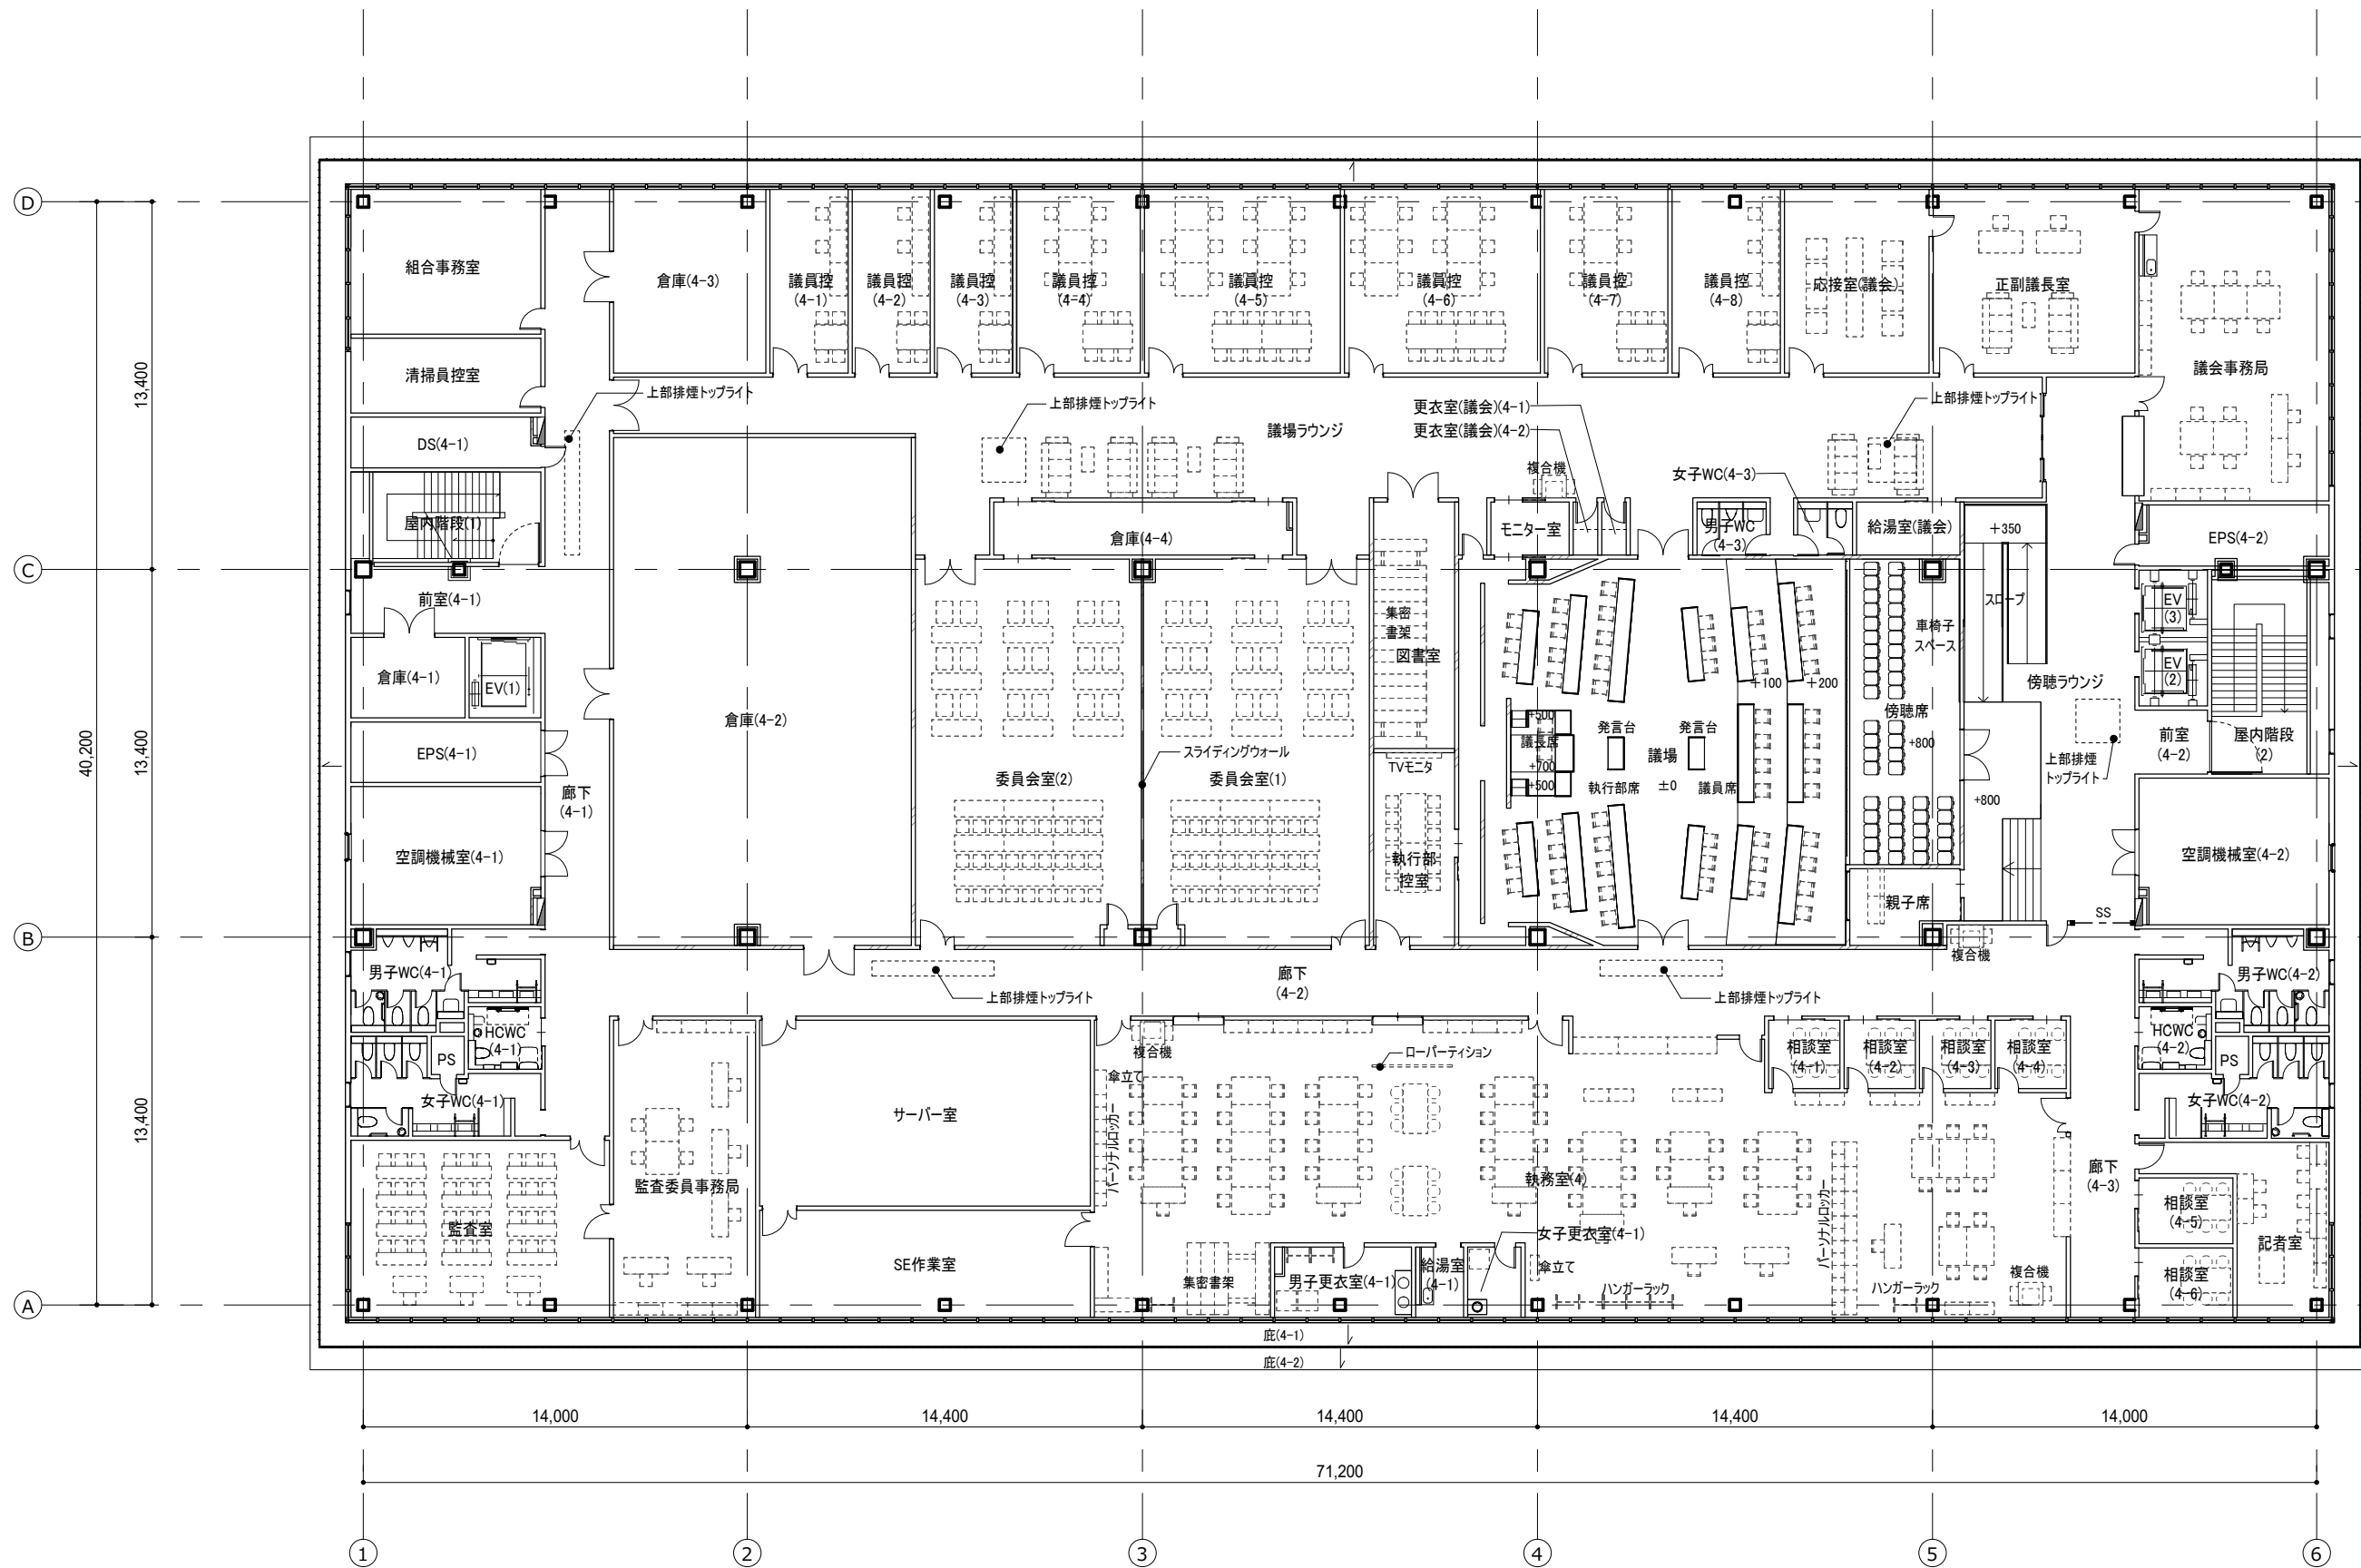 D
C
B
A
13,400
13,400
13,400
40,200
組合事務室
倉庫(4-3)
議員控
(4-1)
議員控
(4-2)
議員控
(4-3)
議員控
(4-4)
議員控
(4-5)
議員控
(4-6)
議員控
(4-7)
議員控
(4-8)
応接室(議会)
正副議長室
議会事務局
清掃員控室
上部排煙トップライト
上部排煙トップライト
更衣室(議会)(4-1)
更衣室(議会)(4-2)
上部排煙トップライト
DS(4-1)
議場ラウンジ
複合機
女子WC(4-3)
屋内階段(1)
倉庫(4-4)
モニター室
男子WC
(4-3)
給湯室(議会)
+350
EPS(4-2)
前室(4-1)
集密
書架
図書室
車椅子
スペース
スロープ
EV
(3)
倉庫(4-1)
EV(1)
+100
+200
傍聴ラウンジ
EV
(2)
倉庫(4-2)
+500
議長席
+700
+500
発言台
発言台
議場
傍聴席
+800
前室
(4-2)
屋内階段
(2)
EPS(4-1)
スライディングウォール
TVモニタ
上部排煙
トップライト
委員会室(2)
委員会室(1)
執行部席
±0
議員席
+800
廊下
(4-1)
空調機械室(4-1)
執行部
控室
空調機械室(4-2)
親子席
SS
複合機
男子WC(4-1)
廊下
(4-2)
上部排煙トップライト
上部排煙トップライト
男子WC(4-2)
HCWC
(4-1)
PS
複合機
ローパーティション
相談室
(4-1)
相談室
(4-2)
相談室
(4-3)
相談室
(4-4)
HCWC
(4-2)
PS
傘立て
女子WC(4-1)
サーバー室
パーソナルロッカー
女子WC(4-2)
監査委員事務局
執務室(4)
パーソナルロッカー
廊下
(4-3)
相談室
(4-5)
監査室
女子更衣室(4-1)
記者室
SE作業室
集密書架
男子更衣室(4-1)
給湯室
(4-1)
傘立て
ハンガーラック
ハンガーラック
複合機
相談室
(4-6)
庇(4-1)
庇(4-2)
14,000
14,400
14,400
14,400
14,000
71,200
1
2
3
4
5
6